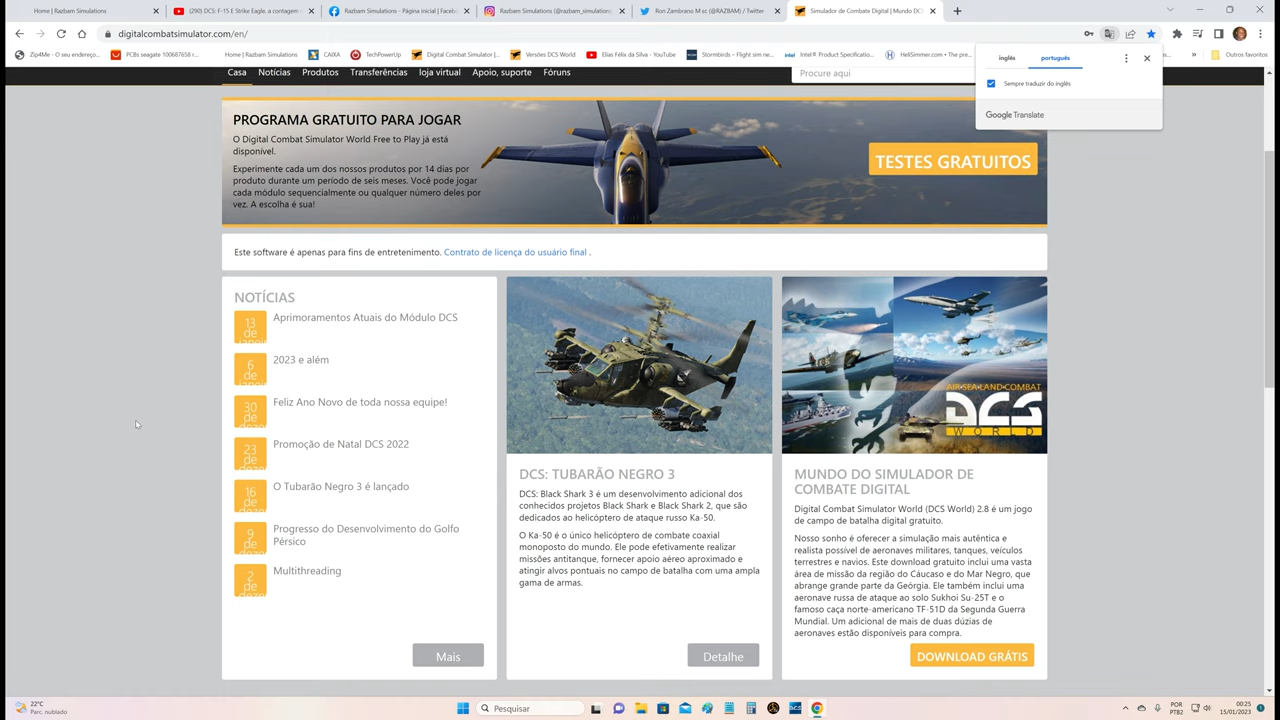 Home | Razbam Simulations
(290) DCS: F-15 E Strike Eagle, a contagem
Razbam Simulations - Página inicial | Faceb
Razbam Simulations (@razbam_simulations
Ron Zambrano M sc (@RAZBAM) / Twitter
Simulador de Combate Digital | Mundo DC
digitalcombatsimulator.com/en/
Zip4Me - O seu endereço...
PCBs seagate 100687658 r...
Home | Razbam Simulations
CAIXA
TechPowerUp
Digital Combat Simulator |...
Versões DCS World
Elias Félix da Silva - YouTube
Stormbirds – Flight sim ne...
Intel® Product Specificatio...
HeliSimmer.com • The pre...
Outros favoritos
inglês
português
Sempre traduzir do inglês
Google Translate
Casa Notícias Produtos Transferências loja virtual Apoio, suporte Fóruns
Procure aqui
PROGRAMA GRATUITO PARA JOGAR
O Digital Combat Simulator World Free to Play já está
disponível.
Experimente cada um dos nossos produtos por 14 dias por
produto durante um período de seis meses. Você pode jogar
cada módulo sequencialmente ou qualquer número deles por
vez. A escolha é sua!
TESTES GRATUITOS
Este software é apenas para fins de entretenimento. Contrato de licença do usuário final .
NOTÍCIAS
13
de
janeiro
Aprimoramentos Atuais do Módulo DCS
6
de
janeiro
2023 e além
30
de
Feliz Ano Novo de toda nossa equipe!
23
de
Promoção de Natal DCS 2022
16
de
O Tubarão Negro 3 é lançado
9
de
Progresso do Desenvolvimento do Golfo
Pérsico
2
de
Multithreading
Mais
DCS: TUBARÃO NEGRO 3
DCS: Black Shark 3 é um desenvolvimento adicional dos
conhecidos projetos Black Shark e Black Shark 2, que são
dedicados ao helicóptero de ataque russo Ka-50.
O Ka-50 é o único helicóptero de combate coaxial
monoposto do mundo. Ele pode efetivamente realizar
missões antitanque, fornecer apoio aéreo aproximado e
atingir alvos pontuais no campo de batalha com uma ampla
gama de armas.
Detalhe
AIR·SEA·LAND·COMBAT
DCS
WORLD
MUNDO DO SIMULADOR DE
COMBATE DIGITAL
Digital Combat Simulator World (DCS World) 2.8 é um jogo
de campo de batalha digital gratuito.
Nosso sonho é oferecer a simulação mais autêntica e
realista possível de aeronaves militares, tanques, veículos
terrestres e navios. Este download gratuito inclui uma vasta
área de missão da região do Cáucaso e do Mar Negro, que
abrange grande parte da Geórgia. Ele também inclui uma
aeronave russa de ataque ao solo Sukhoi Su-25T e o
famoso caça norte-americano TF-51D da Segunda Guerra
Mundial. Um adicional de mais de duas dúzias de
aeronaves estão disponíveis para compra.
DOWNLOAD GRÁTIS
22°C
Parc. nublado
Pesquisar
POR
PTB2
00:25
15/01/2023